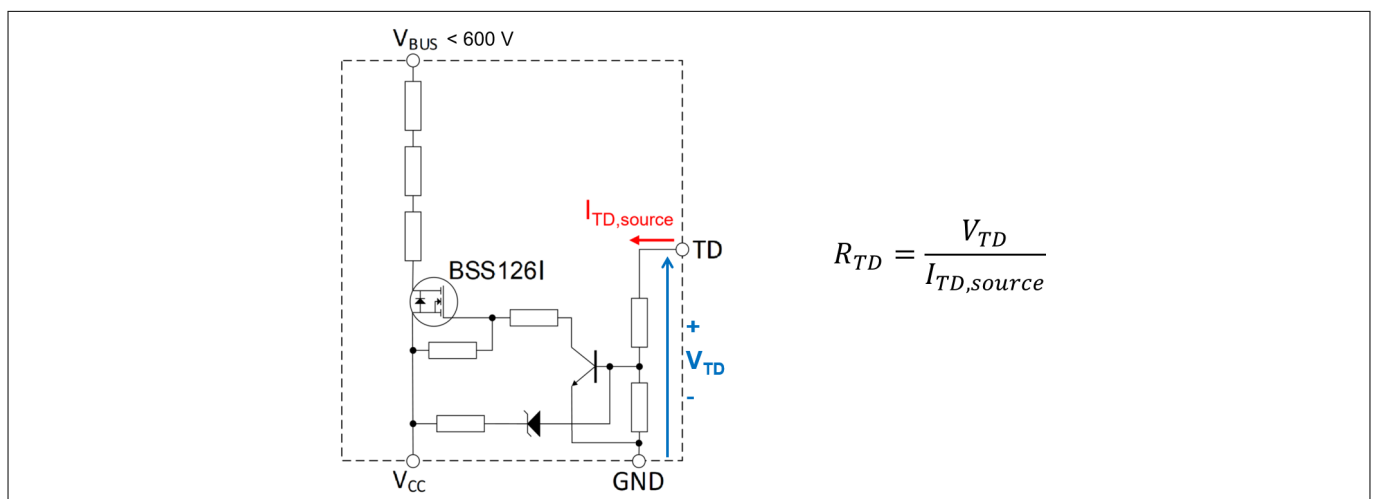 V_BUS < 600 V
I_TD,source
TD
BSS126I
R_TD = V_TD / I_TD,source
+
V_TD
-
V_CC
GND